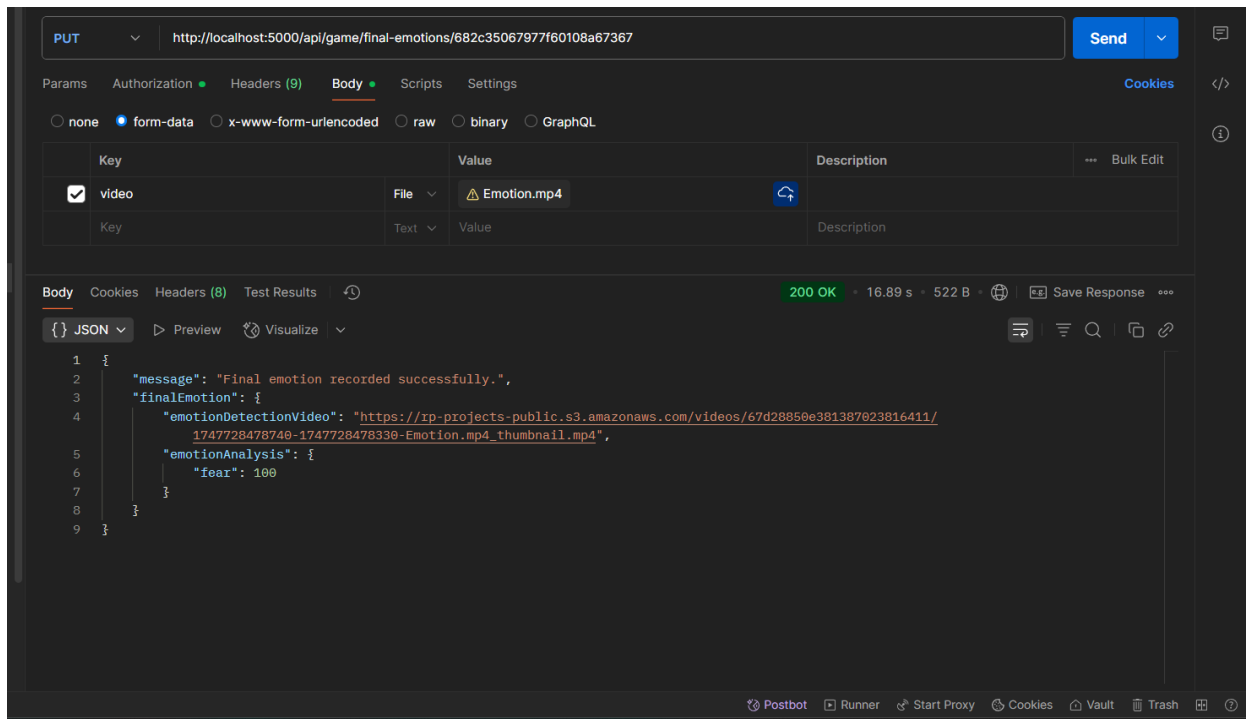 PUT http://localhost:5000/api/game/final-emotions/682c35067977f60108a67367 Send
Params Authorization Headers (9) Body Scripts Settings Cookies
none form-data x-www-form-urlencoded raw binary GraphQL
Key Value Description Bulk Edit
video File Emotion.mp4
Key Text Value Description
Body Cookies Headers (8) Test Results 200 OK 16.89 s 522 B e.g. Save Response
{} JSON Preview Visualize
1 {
2 "message": "Final emotion recorded successfully.",
3 "finalEmotion": {
4 "emotionDetectionVideo": "https://rp-projects-public.s3.amazonaws.com/videos/67d28850e381387023816411/
1747728478740-1747728478330-Emotion.mp4_thumbnail.mp4",
5 "emotionAnalysis": {
6 "fear": 100
7 }
8 }
9 }
Postbot Runner Start Proxy Cookies Vault Trash